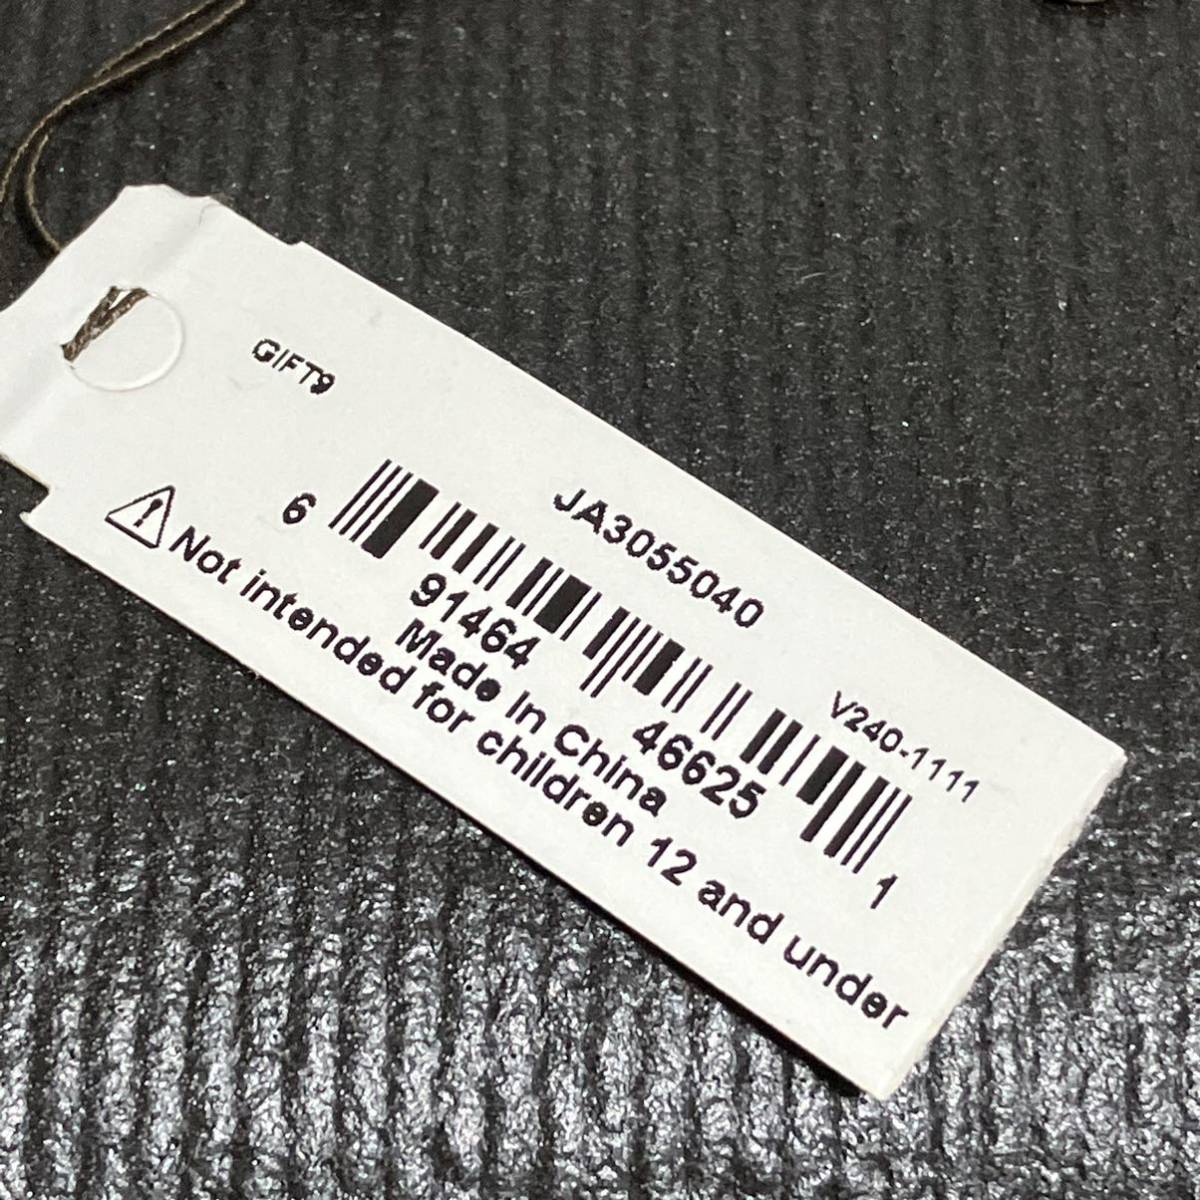 GIFT9
JA3055040
V240-1111
6 91464 46625 1
Made In China
⚠ Not intended for children 12 and under